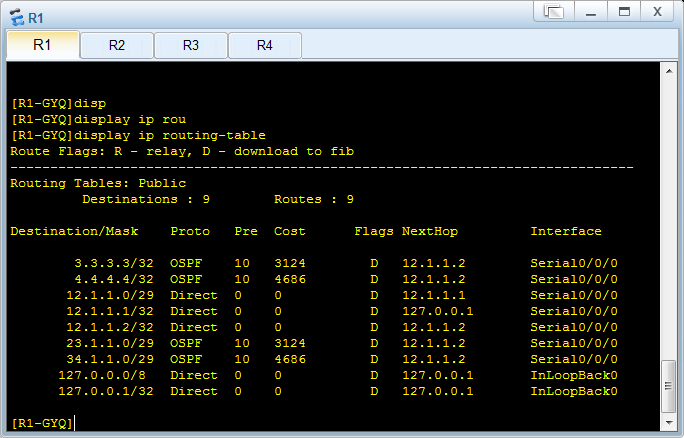 R1
R1 R2 R3 R4
[R1-GYQ]disp
[R1-GYQ]display ip rou
[R1-GYQ]display ip routing-table
Route Flags: R - relay, D - download to fib
------------------------------------------------------------------------------
Routing Tables: Public
Destinations : 9 Routes : 9
Destination/Mask Proto Pre Cost Flags NextHop Interface
3.3.3.3/32 OSPF 10 3124 D 12.1.1.2 Serial0/0/0
4.4.4.4/32 OSPF 10 4686 D 12.1.1.2 Serial0/0/0
12.1.1.0/29 Direct 0 0 D 12.1.1.1 Serial0/0/0
12.1.1.1/32 Direct 0 0 D 127.0.0.1 Serial0/0/0
12.1.1.2/32 Direct 0 0 D 12.1.1.2 Serial0/0/0
23.1.1.0/29 OSPF 10 3124 D 12.1.1.2 Serial0/0/0
34.1.1.0/29 OSPF 10 4686 D 12.1.1.2 Serial0/0/0
127.0.0.0/8 Direct 0 0 D 127.0.0.1 InLoopBack0
127.0.0.1/32 Direct 0 0 D 127.0.0.1 InLoopBack0
[R1-GYQ]